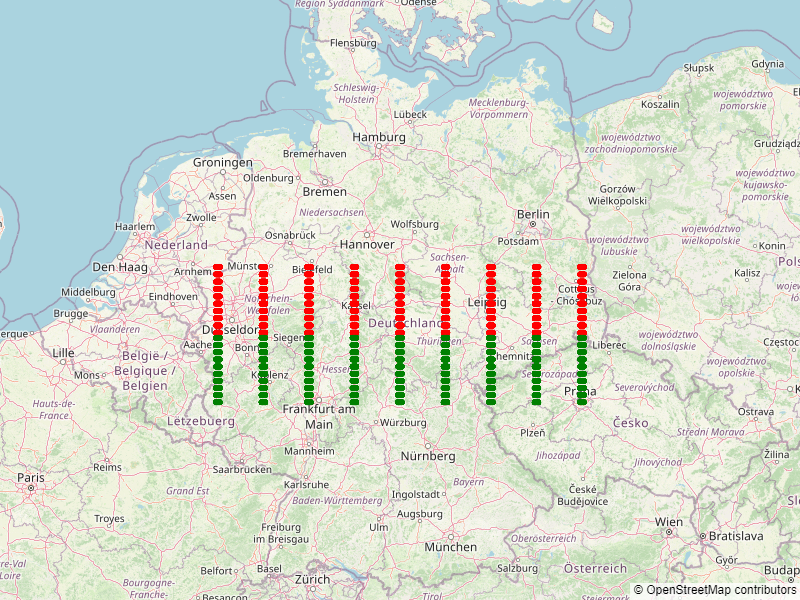 Region Syddanmark
Odense
Flensburg
Gdynia
Słupsk
Schleswig-
Holstein
Koszalin
województwo
pomorskie
Mecklenburg-
Vorpommern
Lübeck
Hamburg
województwo
zachodniopomorskie
Grudziądz
Bremerhaven
Groningen
Oldenburg
Bremen
Assen
województwo
kujawsko-
pomorskie
Gorzów
Wielkopolski
Zwolle
Niedersachsen
Wolfsburg
Berlin
Haarlem
Osnabrück
Hannover
Potsdam
województwo
lubuskie
województwo
wielkopolskie
Konin
Nederland
Den Haag
Arnhem
Münster
Bielefeld
Sachsen-
Anhalt
Zielona
Góra
Kalisz
Middelburg
Eindhoven
Nordrhein-
Westfalen
Kassel
Leipzig
Cottbus
- Chóśebuz
Brugge
Vlaanderen
Düsseldorf
Deutschland
województwo
dolnośląskie
Lille
Aachen
Bonn
Siegen
Thüringen
Sachsen
Liberec
België /
Belgique /
Belgien
Mons
Chemnitz
województwo
opolskie
Koblenz
Hessen
Severozápad
Severovýchod
Praha
Hauts-de-
France
Lëtzebuerg
Frankfurt am
Main
Würzburg
Plzeň
Česko
Ostrava
Střední Morava
Mannheim
Nürnberg
Jihozápad
Jihovýchod
Žilina
Reims
Saarbrücken
Paris
Karlsruhe
Bayern
Grand Est
Baden-Württemberg
Ingolstadt
České
Budějovice
Troyes
Augsburg
Freiburg
im Breisgau
Ulm
Wien
Bratislava
München
Oberösterreich
Győr
Belfort
Basel
Salzburg
Österreich
Zürich
Bourgogne-
Tirol
Besançon
© OpenStreetMap contributors